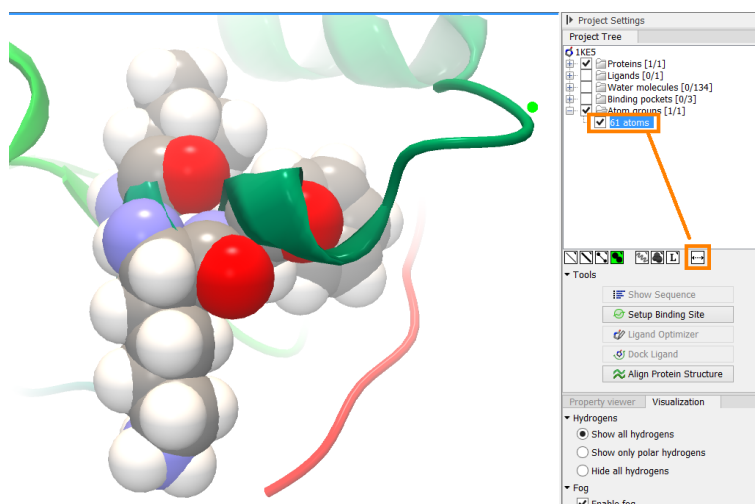 Project Settings
Project Tree
1KE5
Proteins [1/1]
Ligands [0/1]
Water molecules [0/134]
Binding pockets [0/3]
Atom groups [1/1]
61 atoms
L
Tools
Show Sequence
Setup Binding Site
Ligand Optimizer
Dock Ligand
Align Protein Structure
Property viewer Visualization
Hydrogens
Show all hydrogens
Show only polar hydrogens
Hide all hydrogens
Fog
Enable fog